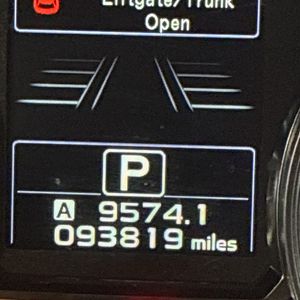 Liftgate/Trunk
Open
P
A 9574.1
093819 miles